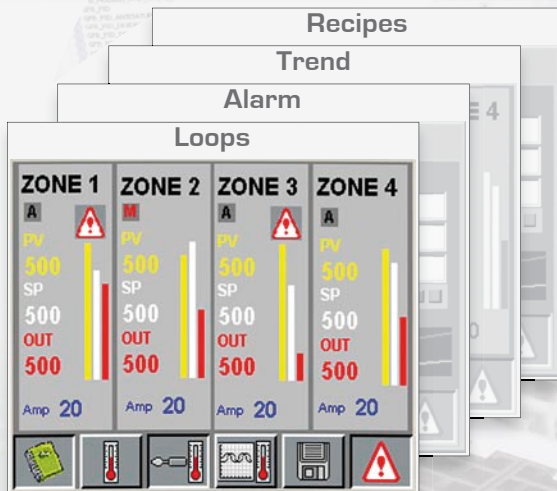 Recipes
Trend
Alarm
Loops
4
ZONE 1 ZONE 2 ZONE 3 ZONE 4
A M A A
PV PV PV PV
500 500 500 500
SP SP SP SP
500 500 500 500
OUT OUT OUT OUT
500 500 500 500
Amp 20 Amp 20 Amp 20 Amp 20